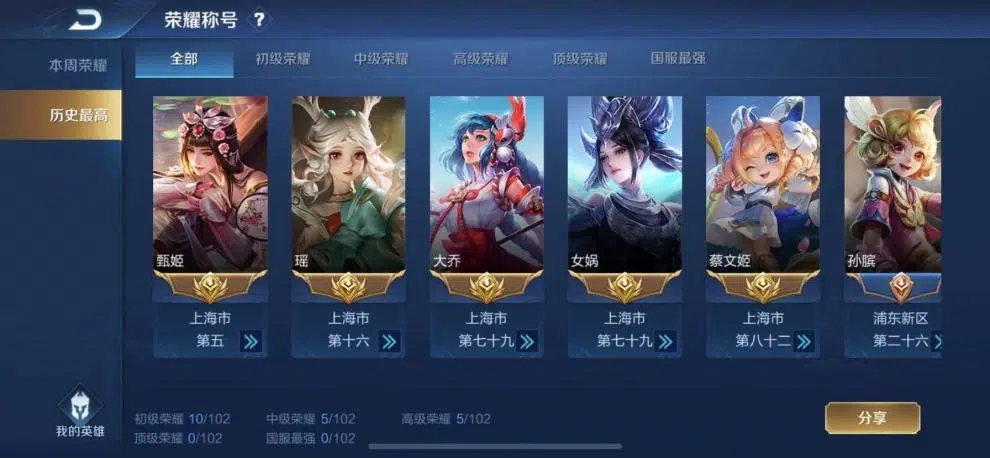 荣耀称号 ?
本周荣耀
历史最高
全部 初级荣耀 中级荣耀 高级荣耀 顶级荣耀 国服最强
甄姬 瑶 大乔 女娲 蔡文姬 孙膑
上海市 上海市 上海市 上海市 上海市 浦东新区
第五 第十六 第七十九 第七十九 第八十二 第二十六
我的英雄
初级荣耀 10/102 中级荣耀 5/102 高级荣耀 5/102
顶级荣耀 0/102 国服最强 0/102
分享